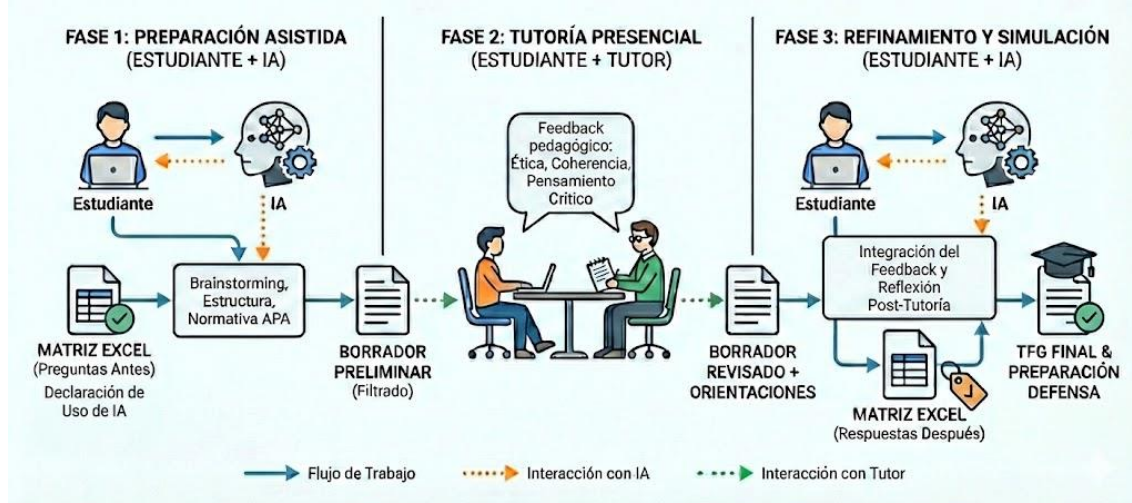 FASE 1: PREPARACIÓN ASISTIDA
(ESTUDIANTE + IA)
Estudiante
IA
MATRIZ EXCEL
(Preguntas Antes)
Declaración de
Uso de IA
Brainstorming,
Estructura,
Normativa APA
BORRADOR
PRELIMINAR
(Filtrado)
FASE 2: TUTORÍA PRESENCIAL
(ESTUDIANTE + TUTOR)
Feedback
pedagógico:
Ética, Coherencia,
Pensamiento
Critico
BORRADOR
REVISADO +
ORIENTACIONES
FASE 3: REFINAMIENTO Y SIMULACIÓN
(ESTUDIANTE + IA)
Estudiante
IA
Integración del
Feedback y
Reflexión
Post-Tutoría
MATRIZ EXCEL
(Respuestas Después)
TFG FINAL &
PREPARACIÓN
DEFENSA
Flujo de Trabajo
Interacción con IA
Interacción con Tutor